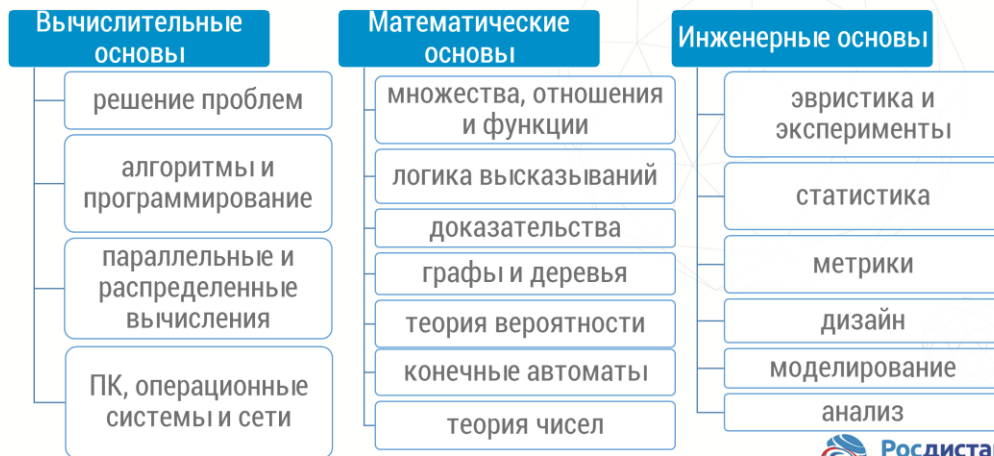 Вычислительные
основы
решение проблем
алгоритмы и
программирование
параллельные и
распределенные
вычисления
ПК, операционные
системы и сети
Математические
основы
множества, отношения
и функции
логика высказываний
доказательства
графы и деревья
теория вероятности
конечные автоматы
теория чисел
Инженерные основы
эвристика и
эксперименты
статистика
метрики
дизайн
моделирование
анализ